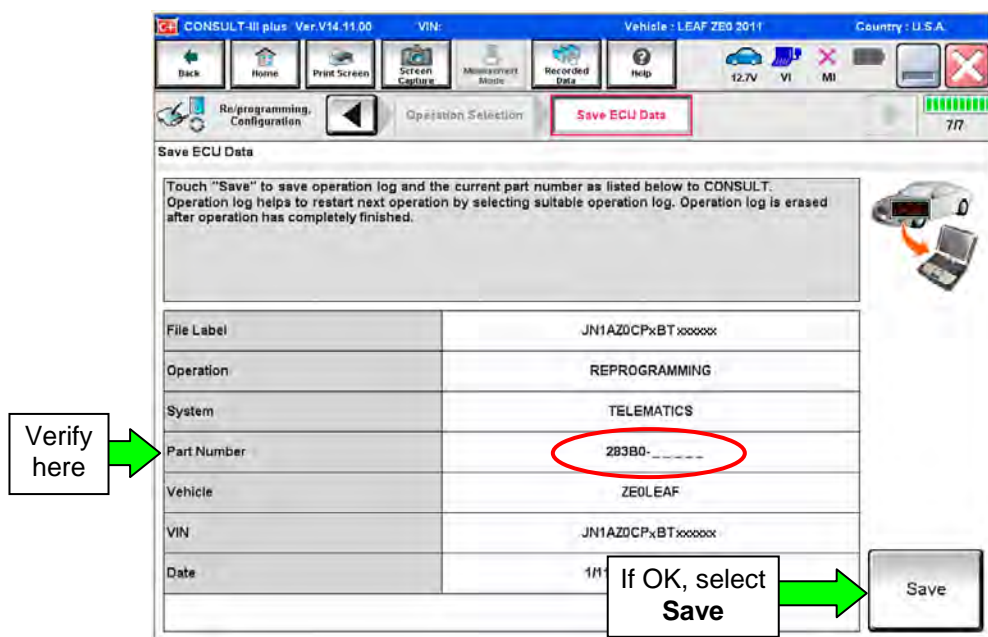 CONSULT-III plus Ver.V14.11.00 VIN: Vehicle : LEAF ZE0 2011 Country : U.S.A.
Back Home Print Screen Screen Capture Measurement Mode Recorded Data Help 12.7V VI MI
Re/programming, Configuration Operation Selection Save ECU Data 7/7
Save ECU Data
Touch "Save" to save operation log and the current part number as listed below to CONSULT.
Operation log helps to restart next operation by selecting suitable operation log. Operation log is erased
after operation has completely finished.
File Label JN1AZ0CPxBTxxxxxx
Operation REPROGRAMMING
System TELEMATICS
Verify here
Part Number 283B0-_ _ _ _ _
Vehicle ZE0LEAF
VIN JN1AZ0CPxBTxxxxxx
Date
If OK, select
Save
Save